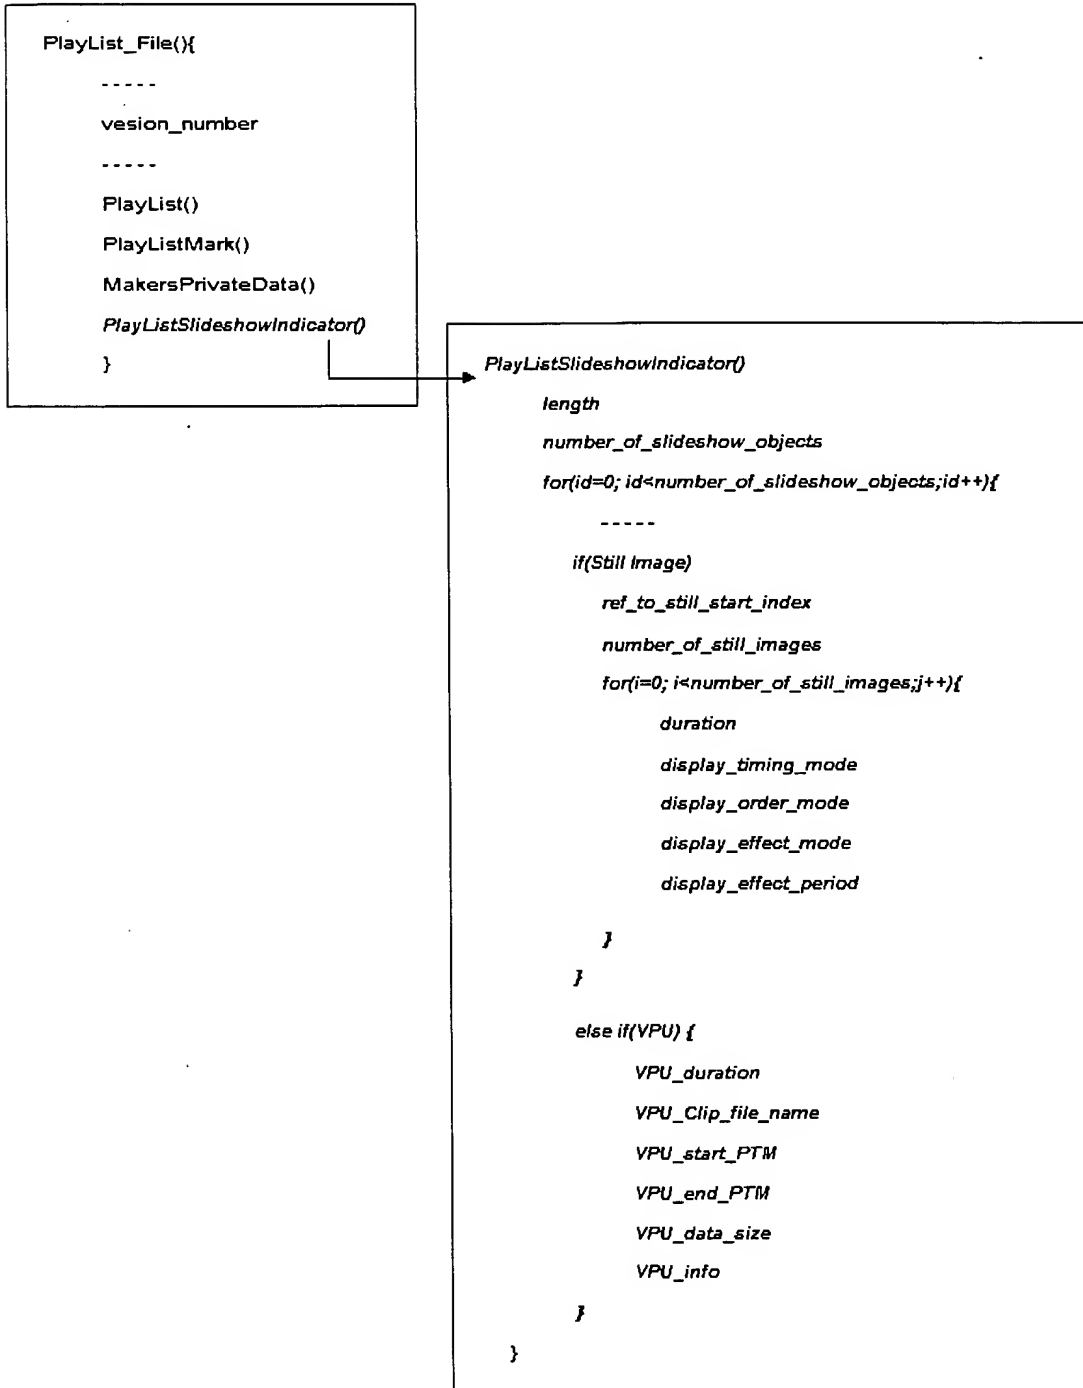 PlayList_File(){
-----
vesion_number
-----
PlayList()
PlayListMark()
MakersPrivateData()
PlayListSlideshowIndicator()
}
PlayListSlideshowIndicator()
length
number_of_slideshow_objects
for(id=0; id<number_of_slideshow_objects;id++){
-----
if(Still Image)
ref_to_still_start_index
number_of_still_images
for(i=0; i<number_of_still_images;j++){
duration
display_timing_mode
display_order_mode
display_effect_mode
display_effect_period
}
}
else if(VPU) {
VPU_duration
VPU_Clip_file_name
VPU_start_PTM
VPU_end_PTM
VPU_data_size
VPU_info
}
}